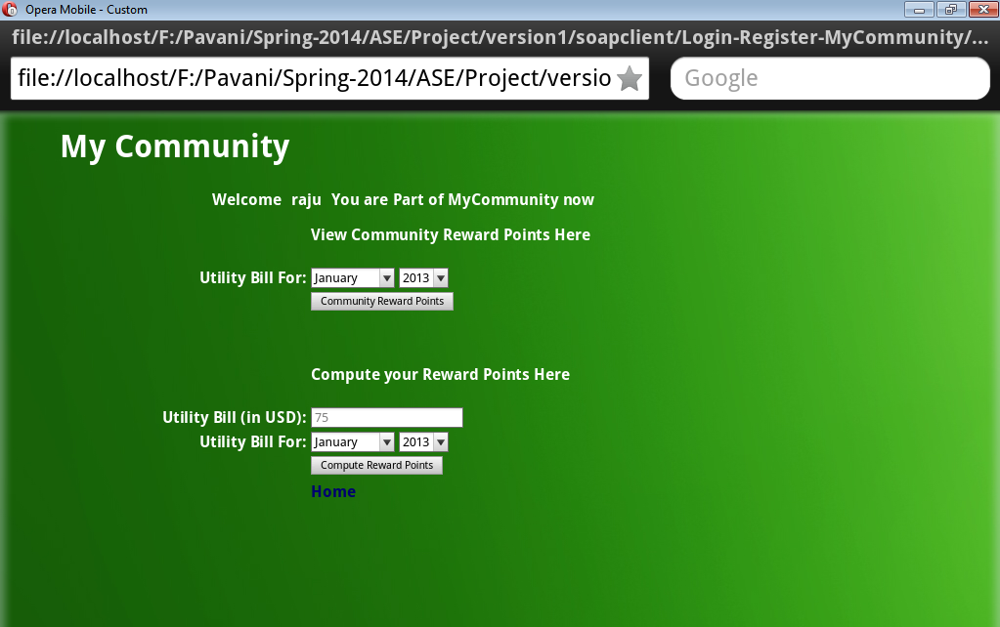 Opera Mobile - Custom
file://localhost/F:/Pavani/Spring-2014/ASE/Project/version1/soapclient/Login-Register-MyCommunity/...
file://localhost/F:/Pavani/Spring-2014/ASE/Project/versio Google
My Community
Welcome raju You are Part of MyCommunity now
View Community Reward Points Here
Utility Bill For: January 2013
Community Reward Points
Compute your Reward Points Here
Utility Bill (in USD): 75
Utility Bill For: January 2013
Compute Reward Points
Home